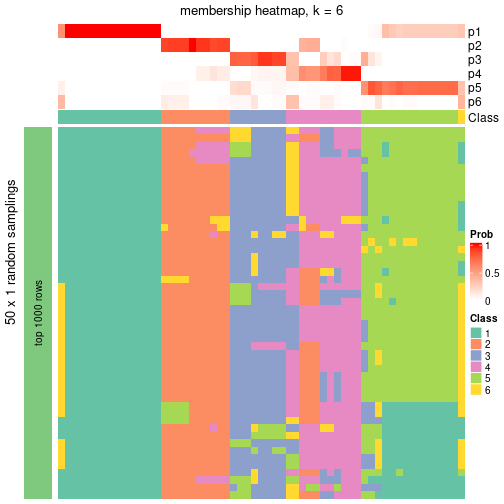 membership heatmap, k = 6
p1
p2
p3
p4
p5
p6
Class
50 x 1 random samplings
top 1000 rows
Prob
1
0.5
0
Class
1
2
3
4
5
6